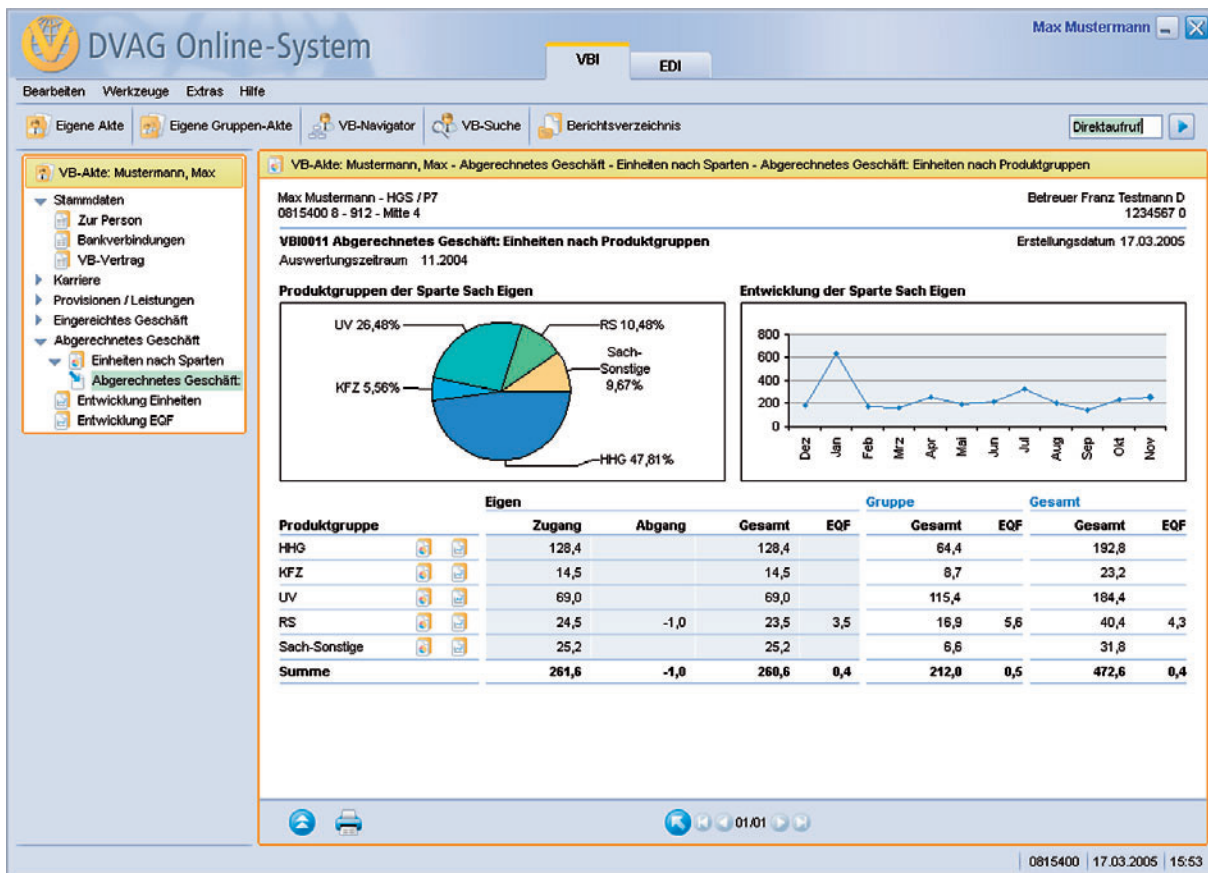 Max Mustermann
DVAG Online-System
VBI EDI
Bearbeiten Werkzeuge Extras Hilfe
Eigene Akte Eigene Gruppen-Akte VB-Navigator VB-Suche Berichtsverzeichnis Direktaufruf
VB-Akte: Mustermann, Max
Stammdaten
Zur Person
Bankverbindungen
VB-Vertrag
Karriere
Provisionen / Leistungen
Eingereichtes Geschäft
Abgerechnetes Geschäft
Einheiten nach Sparten
Abgerechnetes Geschäft:
Entwicklung Einheiten
Entwicklung EQF
VB-Akte: Mustermann, Max - Abgerechnetes Geschäft - Einheiten nach Sparten - Abgerechnetes Geschäft: Einheiten nach Produktgruppen
Max Mustermann - HGS / P7 Betreuer Franz Testmann D
0815400 8 - 912 - Mitte 4 1234567 0
VBI0011 Abgerechnetes Geschäft: Einheiten nach Produktgruppen Erstellungsdatum 17.03.2005
Auswertungszeitraum 11.2004
Produktgruppen der Sparte Sach Eigen
UV 26,48%
RS 10,48%
Sach-
Sonstige
9,67%
KFZ 5,56%
HHG 47,81%
Entwicklung der Sparte Sach Eigen
800
600
400
200
0
Dez Jan Feb Mrz Apr Mai Jun Jul Aug Sep Okt Nov
Eigen Gruppe Gesamt
Produktgruppe Zugang Abgang Gesamt EQF Gesamt EQF Gesamt EQF
HHG 128,4 128,4 64,4 192,8
KFZ 14,5 14,5 8,7 23,2
UV 69,0 69,0 115,4 184,4
RS 24,5 -1,0 23,5 3,5 16,9 5,6 40,4 4,3
Sach-Sonstige 25,2 25,2 6,6 31,8
Summe 261,6 -1,0 260,6 0,4 212,0 0,5 472,6 0,4
01/01
0815400 17.03.2005 15:53